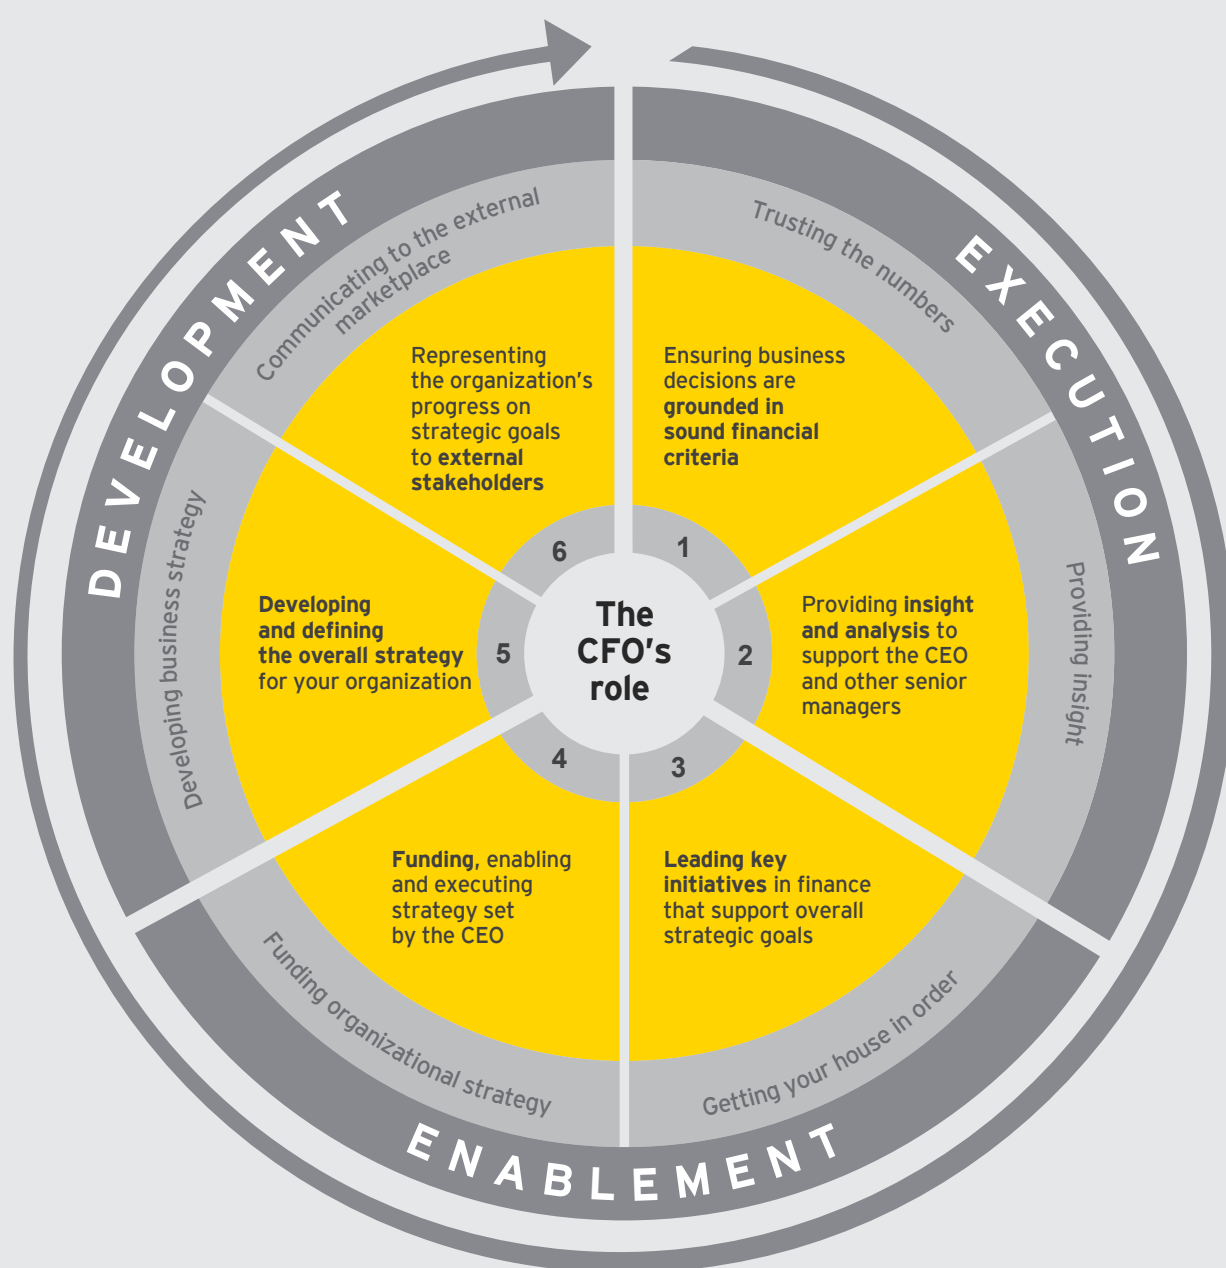 DEVELOPMENT
EXECUTION
ENABLEMENT
Communicating to the external
marketplace
Trusting the numbers
Providing insight
Getting your house in order
Funding organizational strategy
Developing business strategy
The
CFO's
role
1
Ensuring business
decisions are
grounded in
sound financial
criteria
2
Providing insight
and analysis to
support the CEO
and other senior
managers
3
Leading key
initiatives in finance
that support overall
strategic goals
4
Funding, enabling
and executing
strategy set
by the CEO
5
Developing
and defining
the overall strategy
for your organization
6
Representing
the organization's
progress on
strategic goals
to external
stakeholders